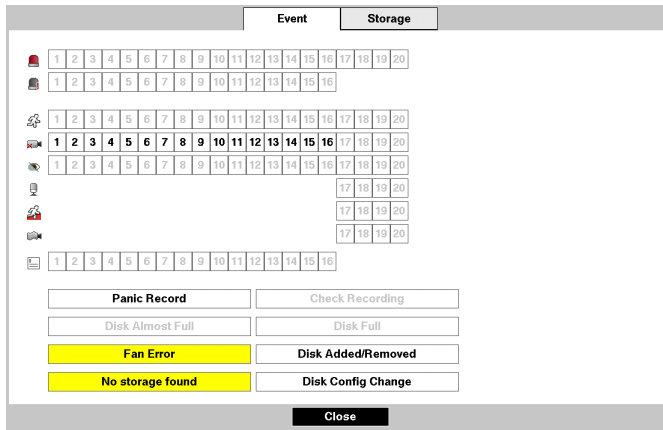 Event Storage
1 2 3 4 5 6 7 8 9 10 11 12 13 14 15 16 17 18 19 20
1 2 3 4 5 6 7 8 9 10 11 12 13 14 15 16
1 2 3 4 5 6 7 8 9 10 11 12 13 14 15 16 17 18 19 20
1 2 3 4 5 6 7 8 9 10 11 12 13 14 15 16 17 18 19 20
1 2 3 4 5 6 7 8 9 10 11 12 13 14 15 16 17 18 19 20
17 18 19 20
17 18 19 20
17 18 19 20
1 2 3 4 5 6 7 8 9 10 11 12 13 14 15 16
Panic Record Check Recording
Disk Almost Full Disk Full
Fan Error Disk Added/Removed
No storage found Disk Config Change
Close